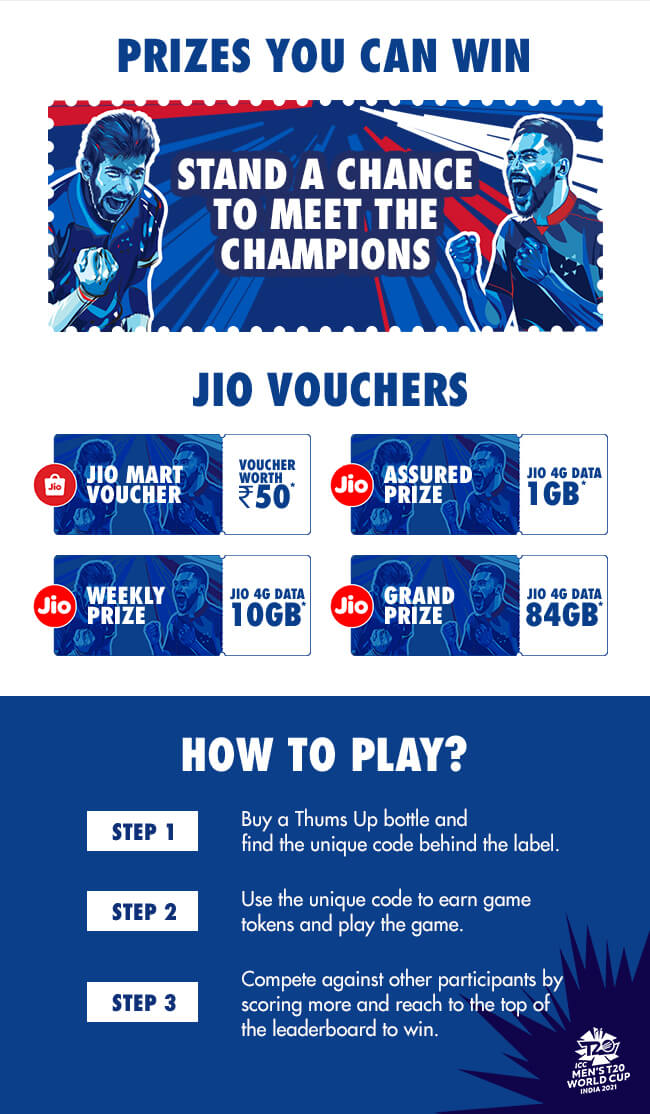 PRIZES YOU CAN WIN
STAND A CHANCE
TO MEET THE
CHAMPIONS
JIO VOUCHERS
Jio
JIO MART
VOUCHER
VOUCHER
WORTH
₹50*
Jio
ASSURED
PRIZE
JIO 4G DATA
1GB*
Jio
WEEKLY
PRIZE
JIO 4G DATA
10GB*
Jio
GRAND
PRIZE
JIO 4G DATA
84GB*
HOW TO PLAY?
STEP 1
Buy a Thums Up bottle and
find the unique code behind the label.
STEP 2
Use the unique code to earn game
tokens and play the game.
STEP 3
Compete against other participants by
scoring more and reach to the top of
the leaderboard to win.
T20
ICC
MEN'S T20
WORLD CUP
INDIA 2021